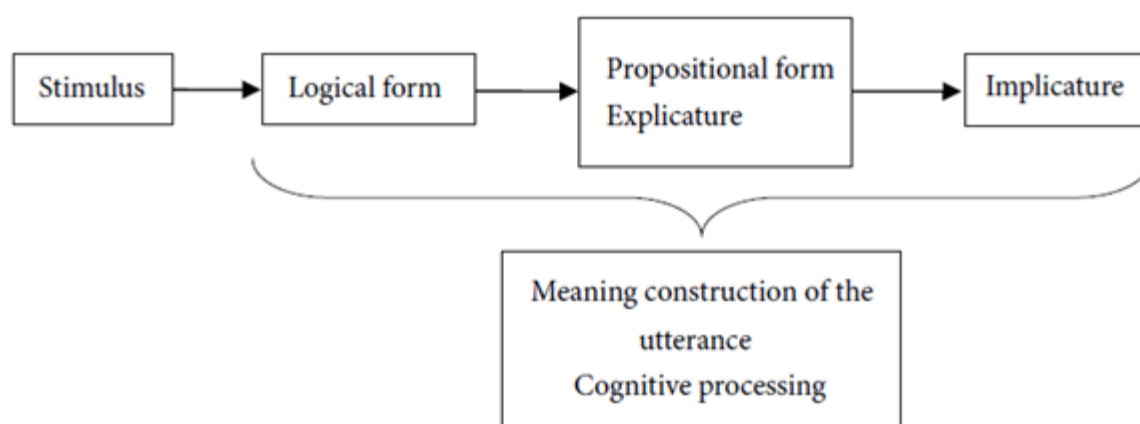 Stimulus
Logical form
Propositional form
Explicature
Implicature
Meaning construction of the
utterance
Cognitive processing